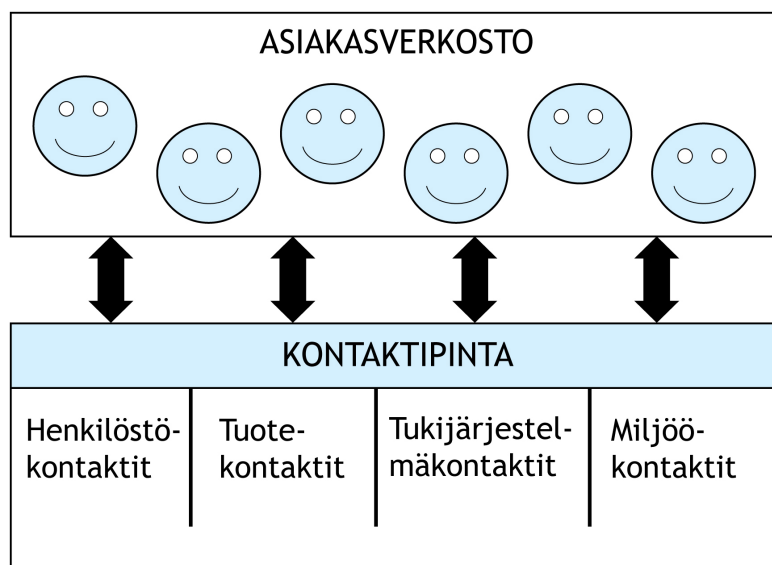 ASIAKASVERKOSTO
KONTAKTIPINTA
Henkilöstö-
kontaktit
Tuote-
kontaktit
Tukijärjestel-
mäkontaktit
Miljöö-
kontaktit